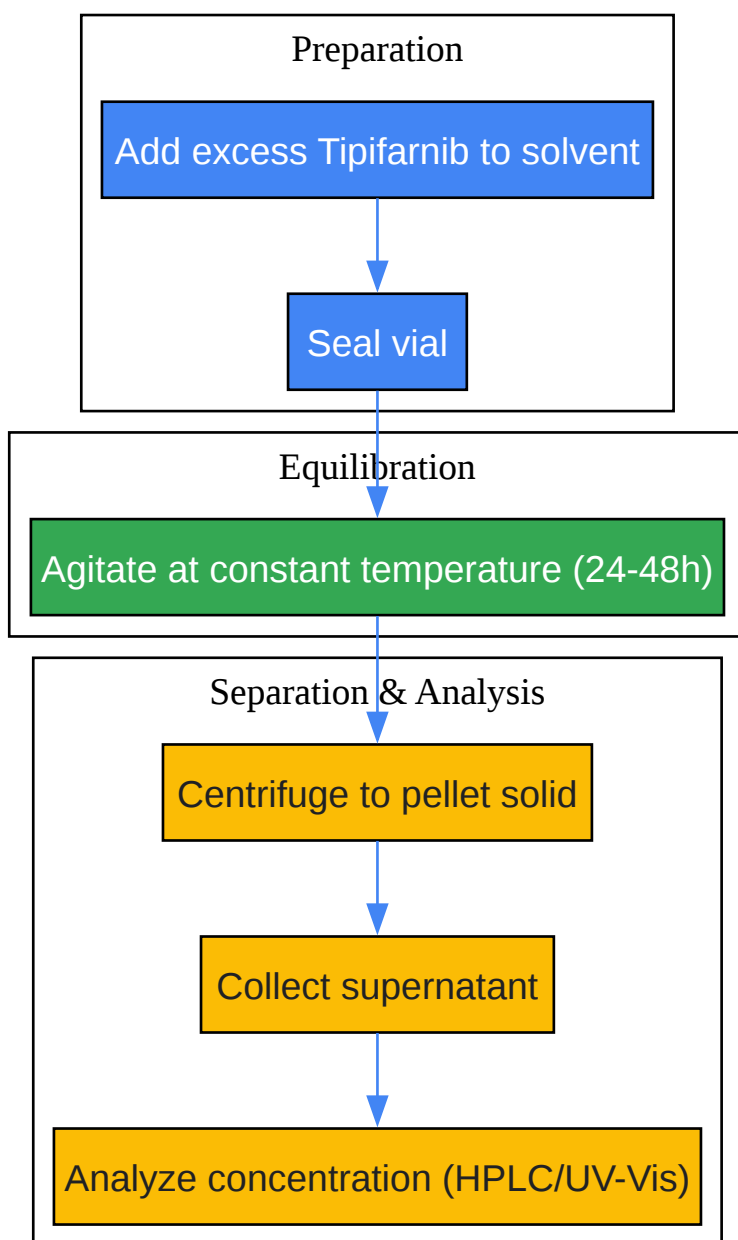 Preparation
Add excess Tipifarnib to solvent
Seal vial
Equilibration
Agitate at constant temperature (24-48h)
Separation & Analysis
Centrifuge to pellet solid
Collect supernatant
Analyze concentration (HPLC/UV-Vis)